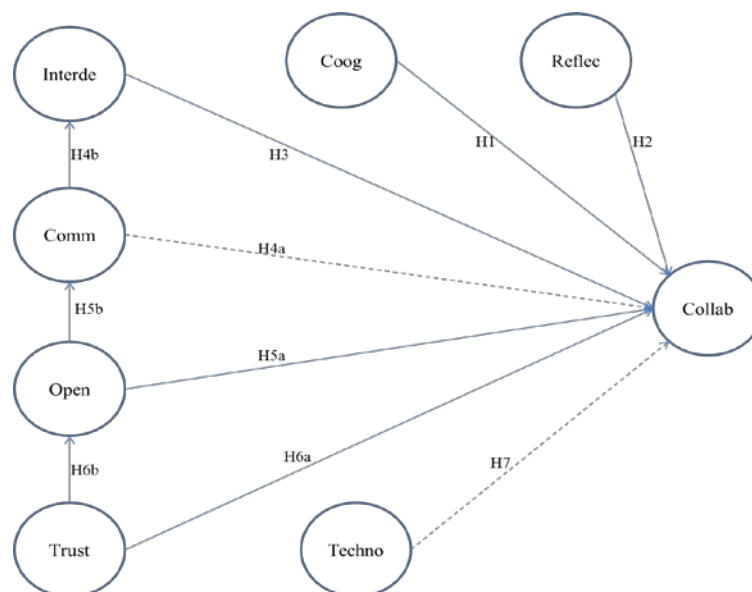 Interde
Coog
Reflec
H4b
H3
H1
H2
Comm
H4a
Collab
H5b
H5a
Open
H6b
H6a
H7
Trust
Techno